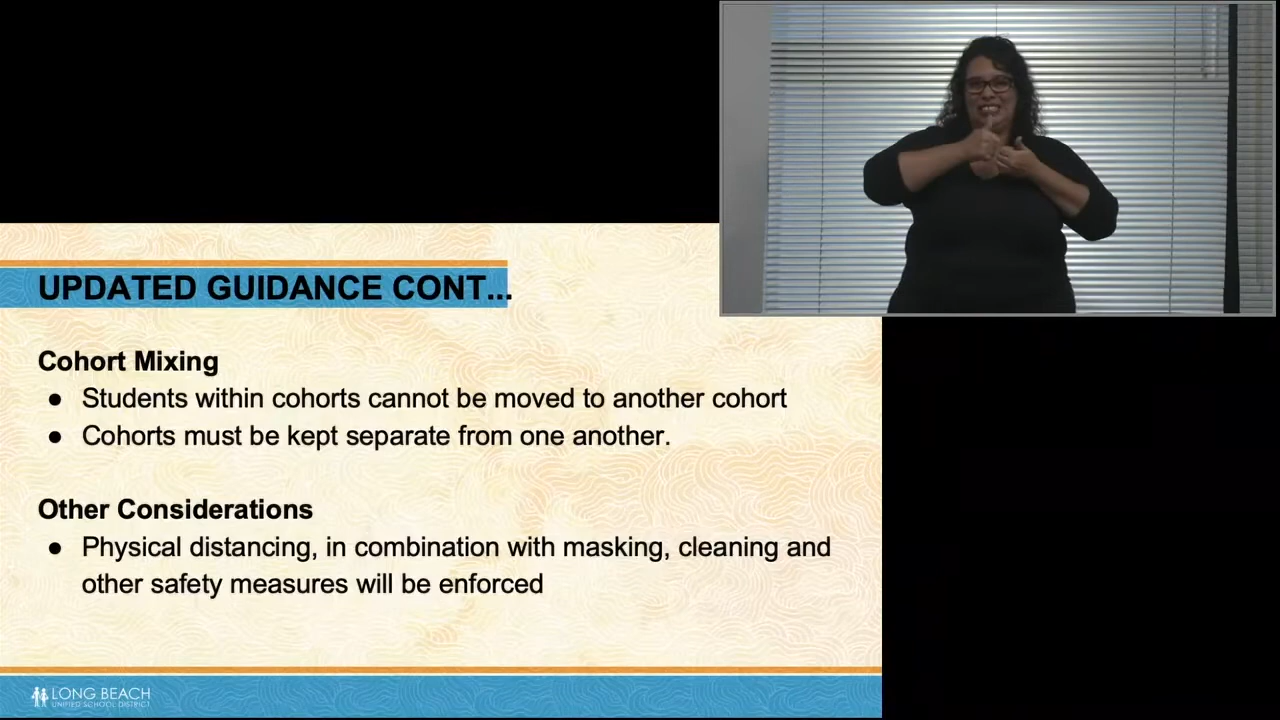 UPDATED GUIDANCE CONT...
Cohort Mixing
● Students within cohorts cannot be moved to another cohort
● Cohorts must be kept separate from one another.
Other Considerations
● Physical distancing, in combination with masking, cleaning and
other safety measures will be enforced
LONG BEACH
UNIFIED SCHOOL DISTRICT